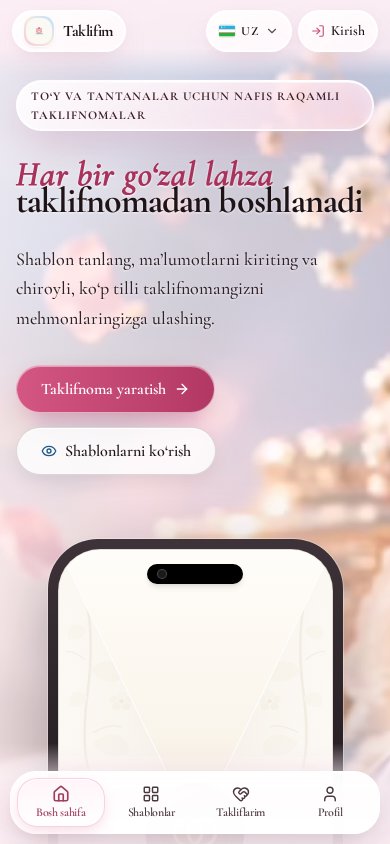 Taklifim
UZ
Kirish
TO‘Y VA TANTANALAR UCHUN NAFIS RAQAMLI
TAKLIFNOMALAR
Har bir go‘zal lahza
taklifnomadan boshlanadi
Shablon tanlang, ma’lumotlarni kiriting va
chiroyli, ko‘p tilli taklifnomangizni
mehmonlaringizga ulashing.
Taklifnoma yaratish
Shablonlarni ko‘rish
Bosh sahifa
Shablonlar
Takliflarim
Profil